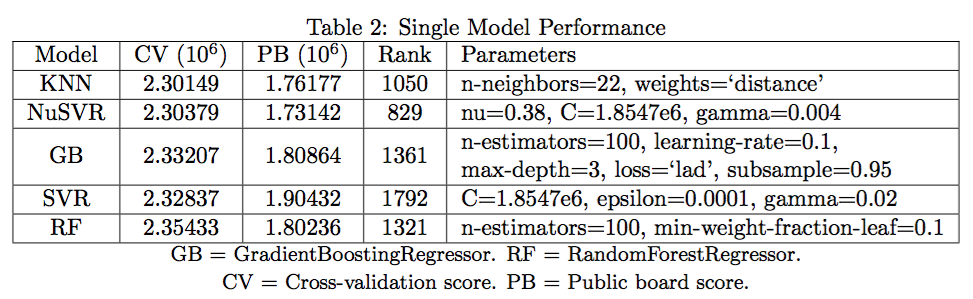 Table 2: Single Model Performance
Model CV (10⁶) PB (10⁶) Rank Parameters
KNN 2.30149 1.76177 1050 n-neighbors=22, weights=‘distance’
NuSVR 2.30379 1.73142 829 nu=0.38, C=1.8547e6, gamma=0.004
GB 2.33207 1.80864 1361 n-estimators=100, learning-rate=0.1,
max-depth=3, loss=‘lad’, subsample=0.95
SVR 2.32837 1.90432 1792 C=1.8547e6, epsilon=0.0001, gamma=0.02
RF 2.35433 1.80236 1321 n-estimators=100, min-weight-fraction-leaf=0.1
GB = GradientBoostingRegressor. RF = RandomForestRegressor.
CV = Cross-validation score. PB = Public board score.